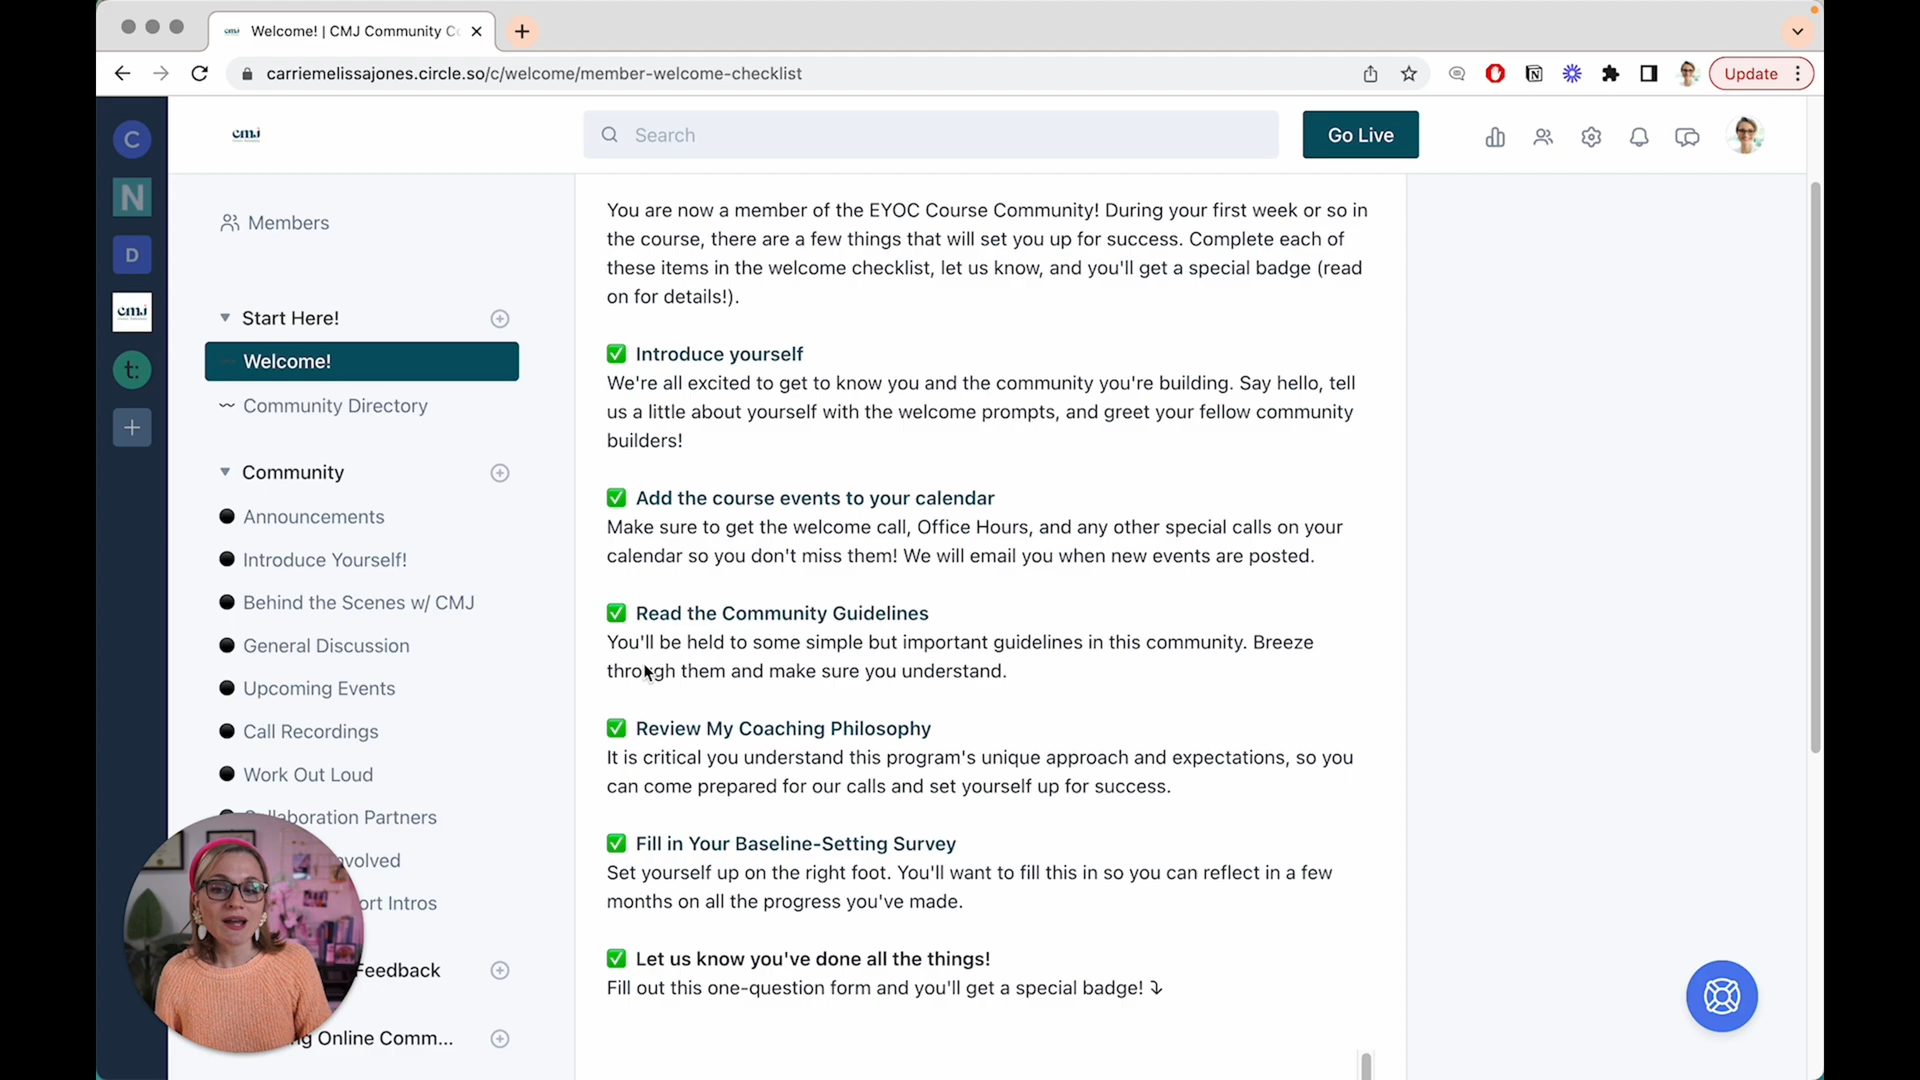 Welcome! | CMJ Community C
carriemelissajones.circle.so/c/welcome/member-welcome-checklist
Update
C
N
D
cmj
t:
cmj
Search
Go Live
Members
Start Here!
Welcome!
Community Directory
Community
Announcements
Introduce Yourself!
Behind the Scenes w/ CMJ
General Discussion
Upcoming Events
Call Recordings
Work Out Loud
Partners
Intros
Feedback
Online Comm...
You are now a member of the EYOC Course Community! During your first week or so in
the course, there are a few things that will set you up for success. Complete each of
these items in the welcome checklist, let us know, and you'll get a special badge (read
on for details!).
✅ Introduce yourself
We're all excited to get to know you and the community you're building. Say hello, tell
us a little about yourself with the welcome prompts, and greet your fellow community
builders!
✅ Add the course events to your calendar
Make sure to get the welcome call, Office Hours, and any other special calls on your
calendar so you don't miss them! We will email you when new events are posted.
✅ Read the Community Guidelines
You'll be held to some simple but important guidelines in this community. Breeze
through them and make sure you understand.
✅ Review My Coaching Philosophy
It is critical you understand this program's unique approach and expectations, so you
can come prepared for our calls and set yourself up for success.
✅ Fill in Your Baseline-Setting Survey
Set yourself up on the right foot. You'll want to fill this in so you can reflect in a few
months on all the progress you've made.
✅ Let us know you've done all the things!
Fill out this one-question form and you'll get a special badge! ⤵